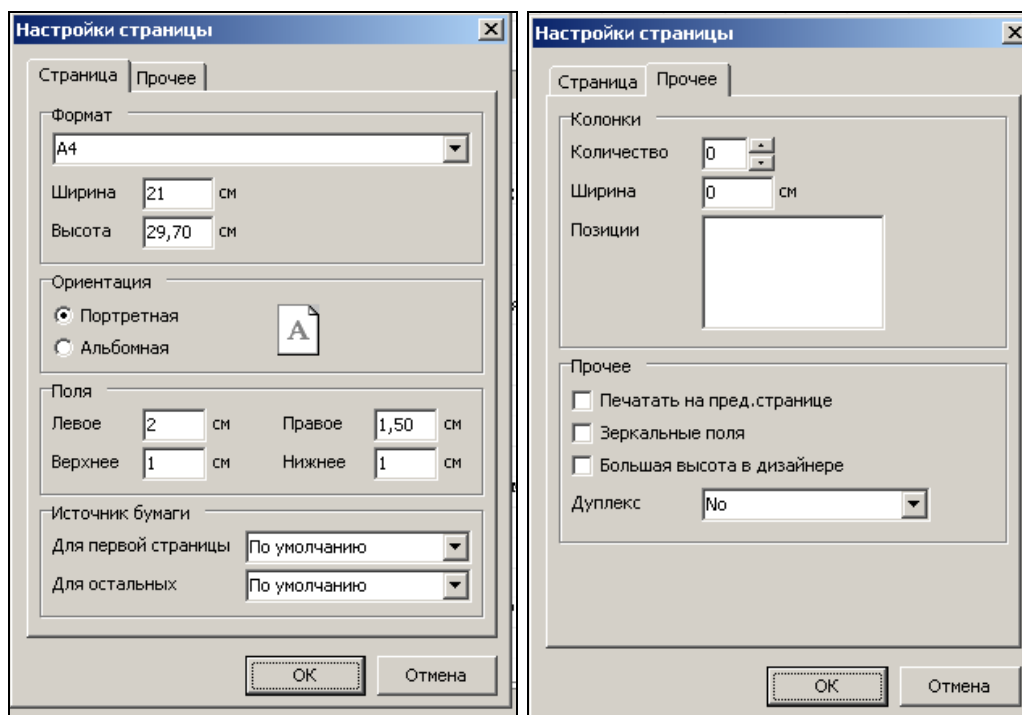 Настройки страницы
Страница Прочее
Формат
A4
Ширина 21 см
Высота 29,70 см
Ориентация
Портретная
A
Альбомная
Поля
Левое 2 см Правое 1,50 см
Верхнее 1 см Нижнее 1 см
Источник бумаги
Для первой страницы По умолчанию
Для остальных По умолчанию
OK Отмена
Настройки страницы
Страница Прочее
Колонки
Количество 0
Ширина 0 см
Позиции
Прочее
Печатать на пред.странице
Зеркальные поля
Большая высота в дизайнере
Дуплекс No
OK Отмена